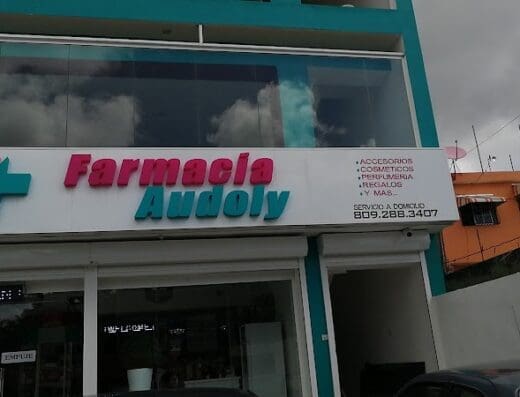 Farmacia
Audoly
ACCESORIOS
COSMETICOS
PERFUMERIA
REGALOS
Y MAS...
SERVICIO A DOMICILIO
809.288.3407
EMPUJE